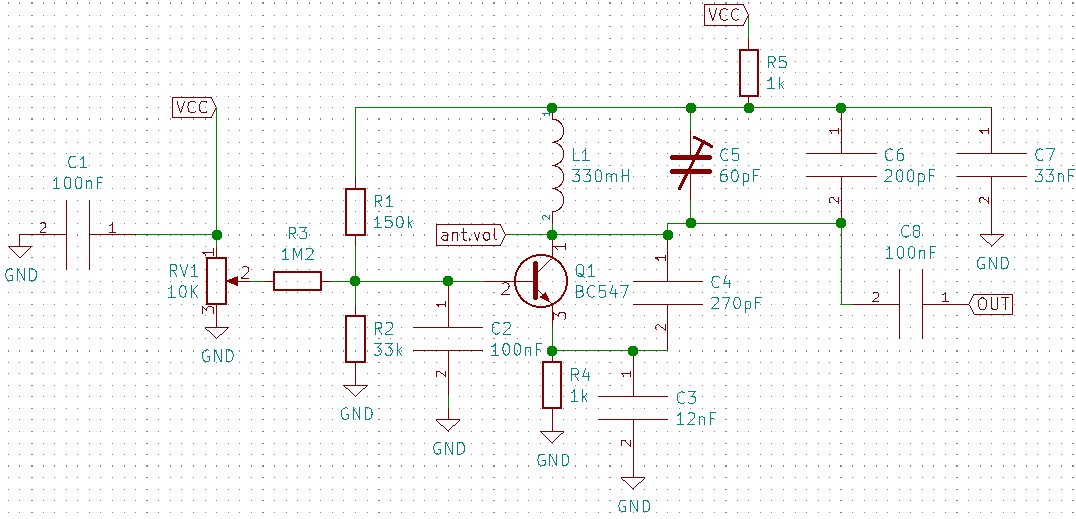 VCC
R5
1k
VCC
1
1
1
C1
100nF
L1
330mH
C5
60pF
C6
200pF
C7
33nF
R1
150k
2
2
2
2
1
R3
1M2
ant.vol
C8
100nF
GND
1
RV1
10K
2
3
GND
2
1
3
Q1
BC547
1
C4
270pF
2
GND
2
1
OUT
R2
33k
GND
1
C2
100nF
2
GND
R4
1k
GND
1
C3
12nF
2
GND